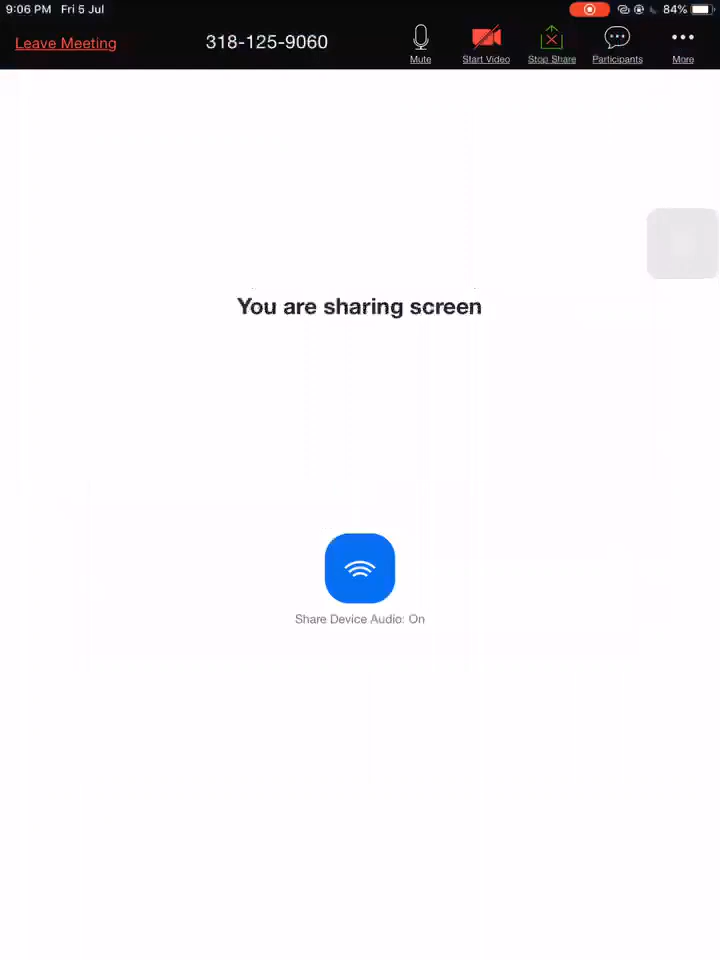 9:06 PM Fri 5 Jul 84%
Leave Meeting 318-125-9060 Mute Start Video Stop Share Participants More
You are sharing screen
Share Device Audio: On